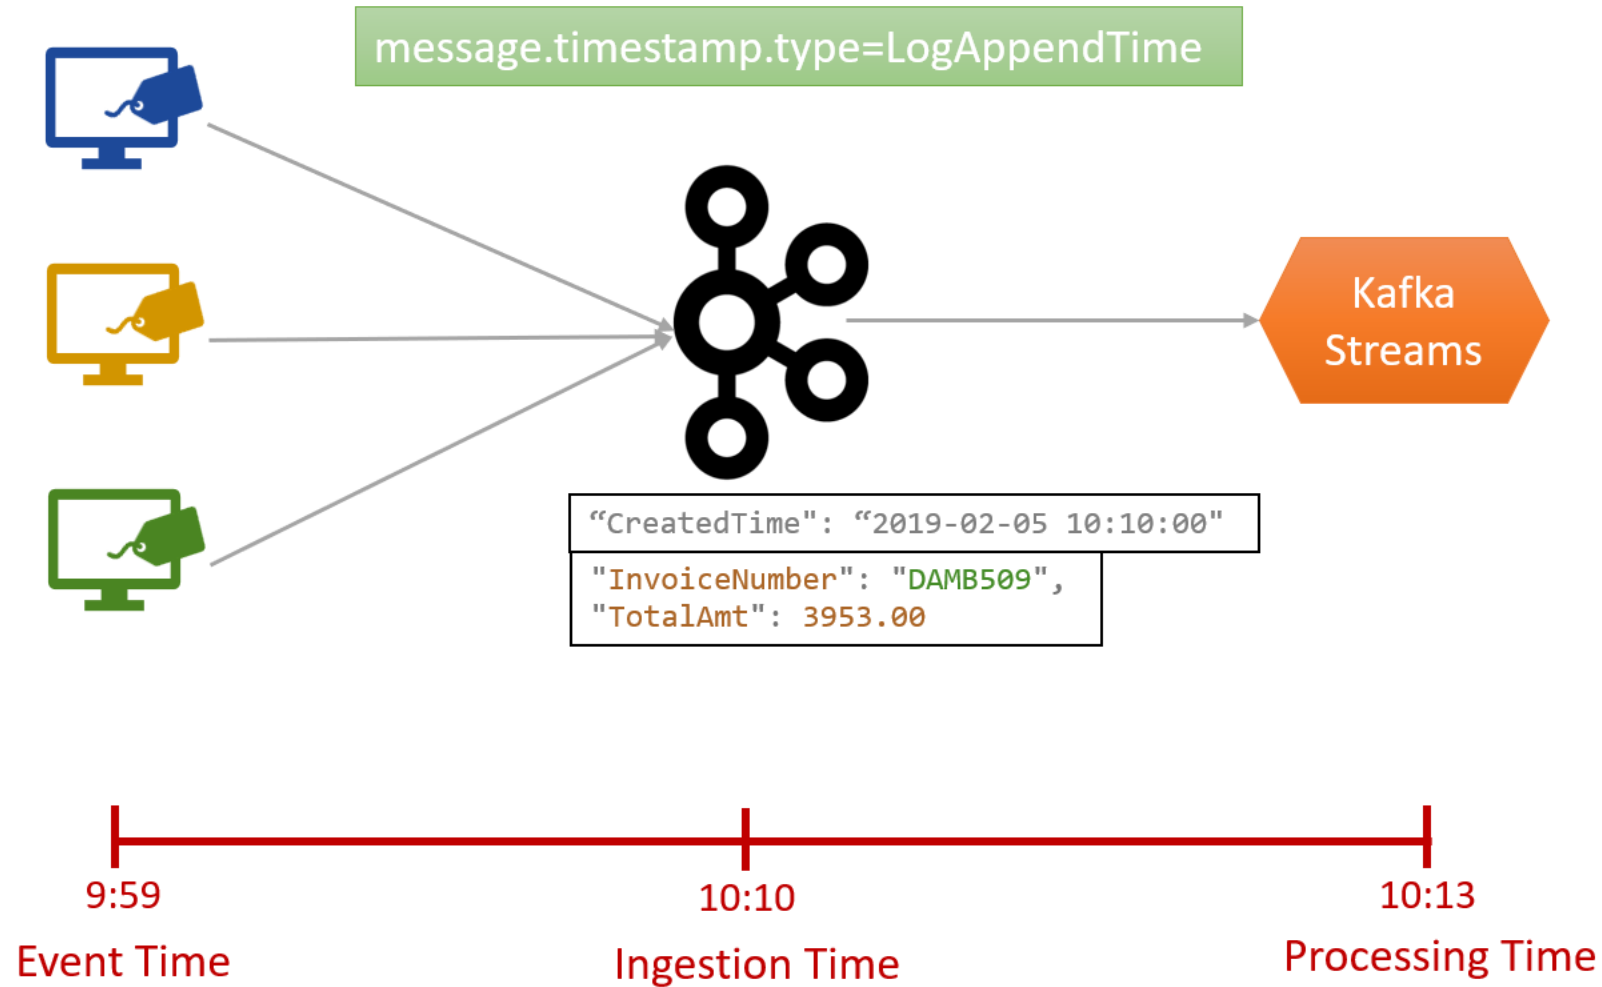 message.timestamp.type=LogAppendTime
Kafka
Streams
“CreatedTime": “2019-02-05 10:10:00"
"InvoiceNumber": "DAMB509",
"TotalAmt": 3953.00
9:59
10:10
10:13
Event Time
Ingestion Time
Processing Time